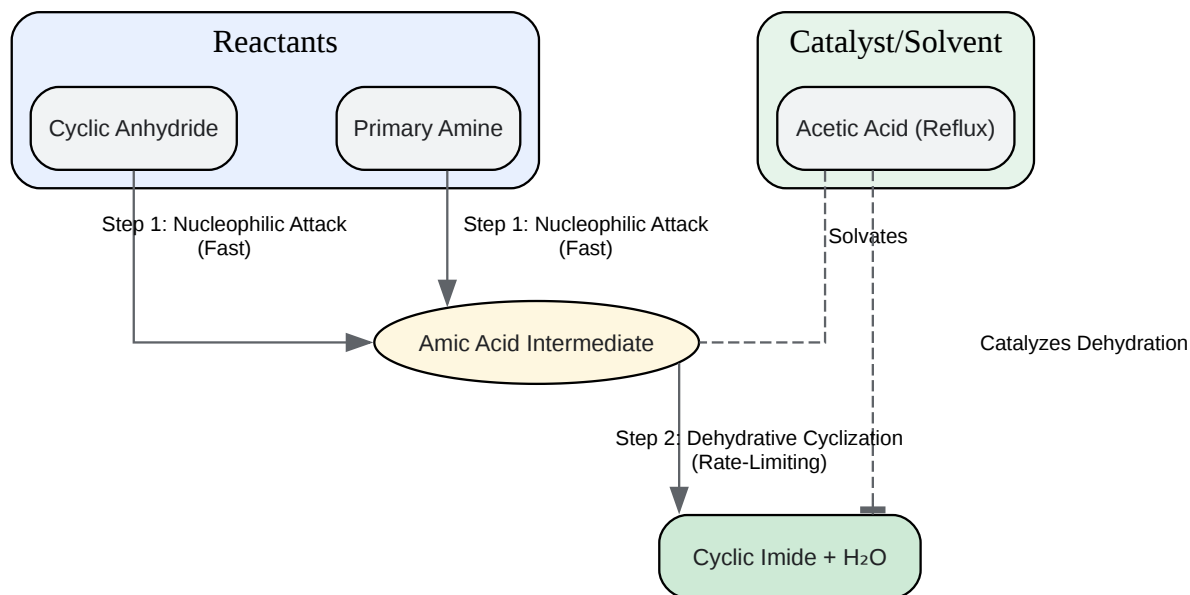 Reactants
Catalyst/Solvent
Cyclic Anhydride
Primary Amine
Acetic Acid (Reflux)
Step 1: Nucleophilic Attack
(Fast)
Step 1: Nucleophilic Attack
(Fast)
Solvates
Amic Acid Intermediate
Catalyzes Dehydration
Step 2: Dehydrative Cyclization
(Rate-Limiting)
Cyclic Imide + H₂O